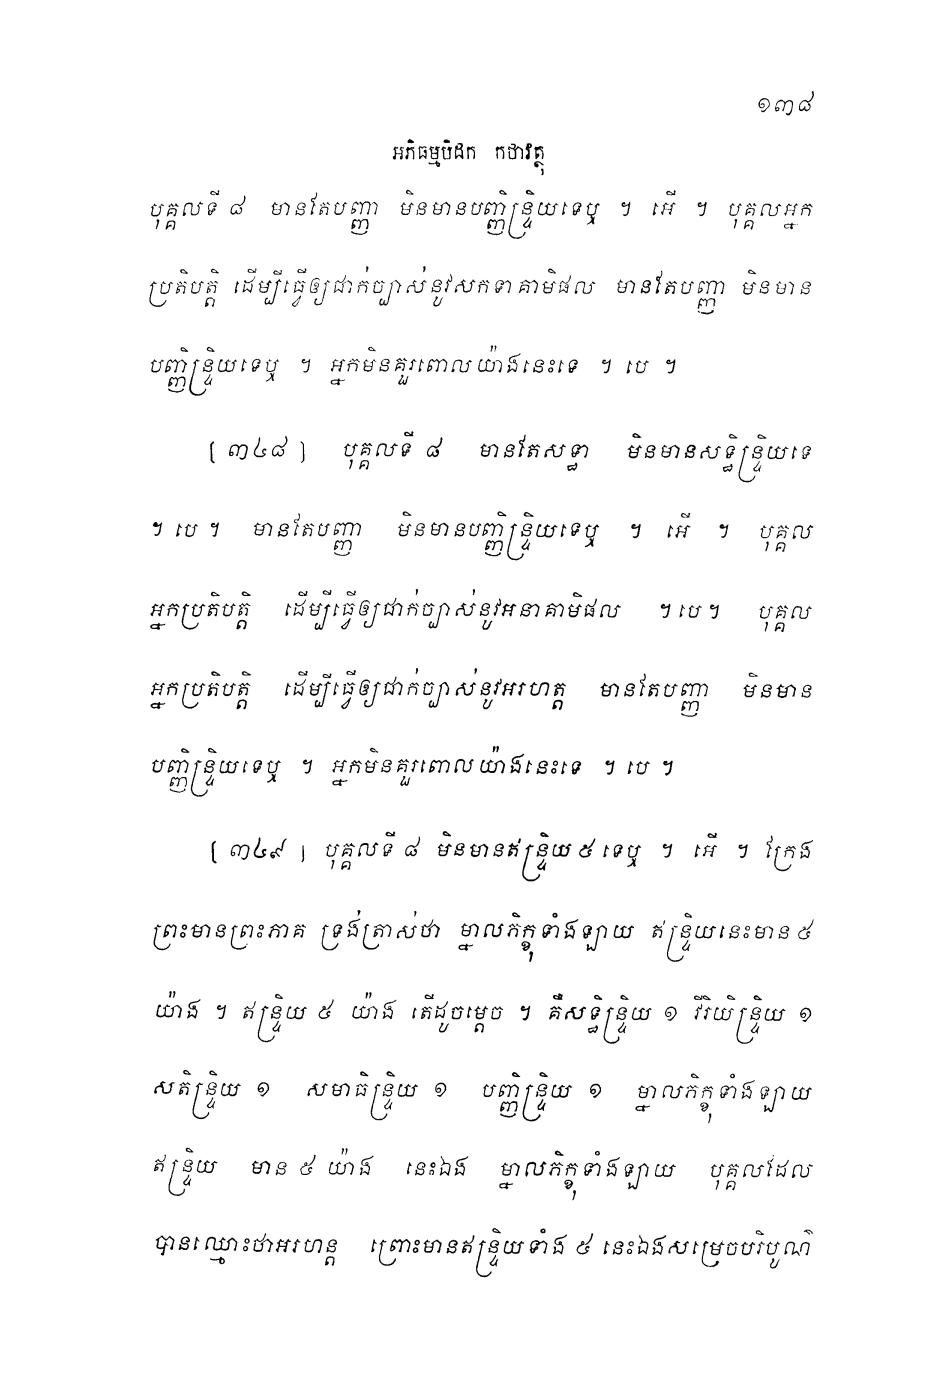 ១៣៨
អភិធម្មបិដក កថាវត្ថុ
បុគ្គលទី ៨ មានតែបញ្ញា មិនមានបញ្ញិន្ទ្រិយទេឬ ។ អើ ។ បុគ្គលអ្នក
ប្រតិបត្តិ ដើម្បីធ្វើឲ្យជាក់ច្បាស់នូវសកទាគាមិផល មានតែបញ្ញា មិនមាន
បញ្ញិន្ទ្រិយទេឬ ។ អ្នកមិនគួរពោលយ៉ាងនេះទេ ។ បេ ។
[ ៣៤៨ ] បុគ្គលទី ៨ មានតែសទ្ធា មិនមានសទ្ធិន្ទ្រិយទេ
។ បេ ។ មានតែបញ្ញា មិនមានបញ្ញិន្ទ្រិយទេឬ ។ អើ ។ បុគ្គល
អ្នកប្រតិបត្តិ ដើម្បីធ្វើឲ្យជាក់ច្បាស់នូវអនាគាមិផល ។ បេ ។ បុគ្គល
អ្នកប្រតិបត្តិ ដើម្បីធ្វើឲ្យជាក់ច្បាស់នូវអរហត្ត មានតែបញ្ញា មិនមាន
បញ្ញិន្ទ្រិយទេឬ ។ អ្នកមិនគួរពោលយ៉ាងនេះទេ ។ បេ ។
[ ៣៤៩ ] បុគ្គលទី ៨ មិនមានឥន្ទ្រិយ ៥ ទេឬ ។ អើ ។ ក្រែង
ព្រះមានព្រះភាគ ទ្រង់ត្រាស់ថា ម្នាលភិក្ខុទាំងឡាយ ឥន្ទ្រិយនេះមាន ៥
យ៉ាង ។ ឥន្ទ្រិយ ៥ យ៉ាង តើដូចម្តេច ។ គឺសទ្ធិន្ទ្រិយ ១ វីរិយិន្ទ្រិយ ១
សតិន្ទ្រិយ ១ សមាធិន្ទ្រិយ ១ បញ្ញិន្ទ្រិយ ១ ម្នាលភិក្ខុទាំងឡាយ
ឥន្ទ្រិយ មាន ៥ យ៉ាង នេះឯង ម្នាលភិក្ខុទាំងឡាយ បុគ្គលដែល
បានឈ្មោះថាអរហន្ត ព្រោះមានឥន្ទ្រិយទាំង ៥ នេះឯងសម្រេចបរិបូណ៌